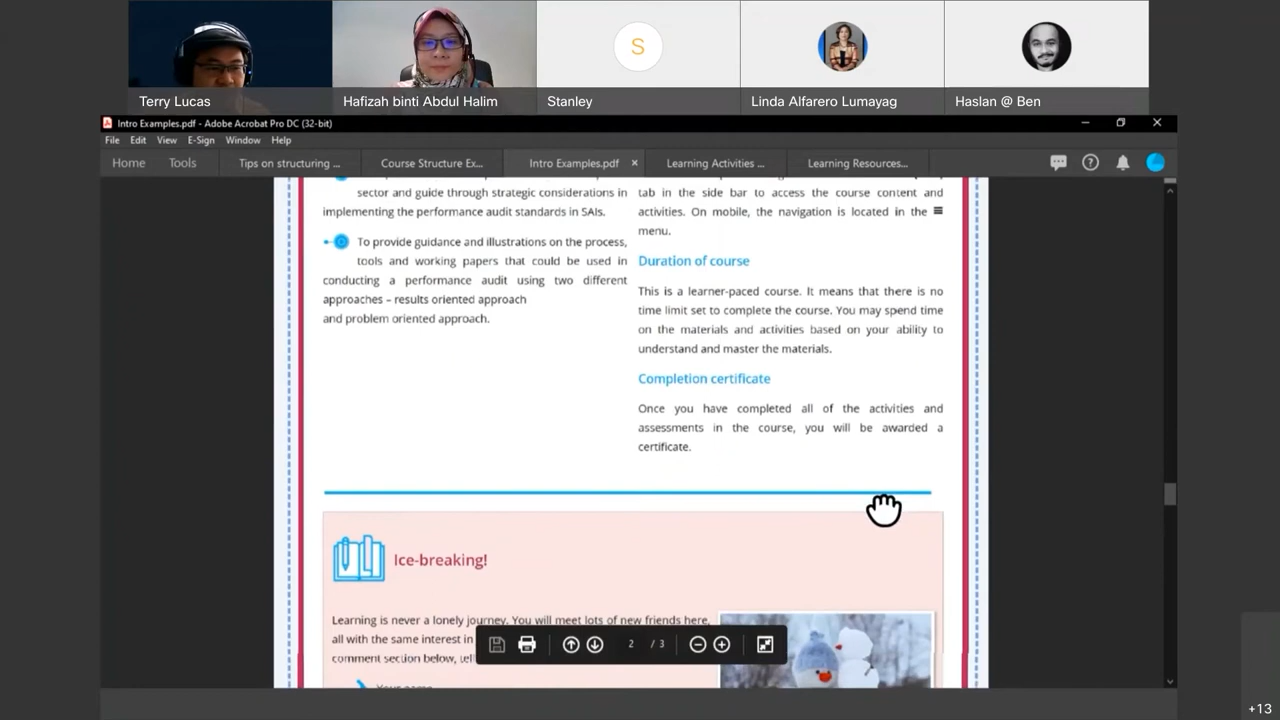 S
Terry Lucas
Hafizah binti Abdul Halim
Stanley
Linda Alfarero Lumayag
Haslan @ Ben
Intro Examples.pdf - Adobe Acrobat Pro DC (32-bit)
File Edit View E-Sign Window Help
Home Tools Tips on structuring ... Course Structure Ex... Intro Examples.pdf × Learning Activities ... Learning Resources...
sector and guide through strategic considerations in
implementing the performance audit standards in SAIs.
To provide guidance and illustrations on the process,
tools and working papers that could be used in
conducting a performance audit using two different
approaches – results oriented approach
and problem oriented approach.
tab in the side bar to access the course content and
activities. On mobile, the navigation is located in the ≡
menu.
Duration of course
This is a learner-paced course. It means that there is no
time limit set to complete the course. You may spend time
on the materials and activities based on your ability to
understand and master the materials.
Completion certificate
Once you have completed all of the activities and
assessments in the course, you will be awarded a
certificate.
Ice-breaking!
Learning is never a lonely journey. You will meet lots of new friends here,
all with the same interest in
comment section below, tell
2 / 3
+13